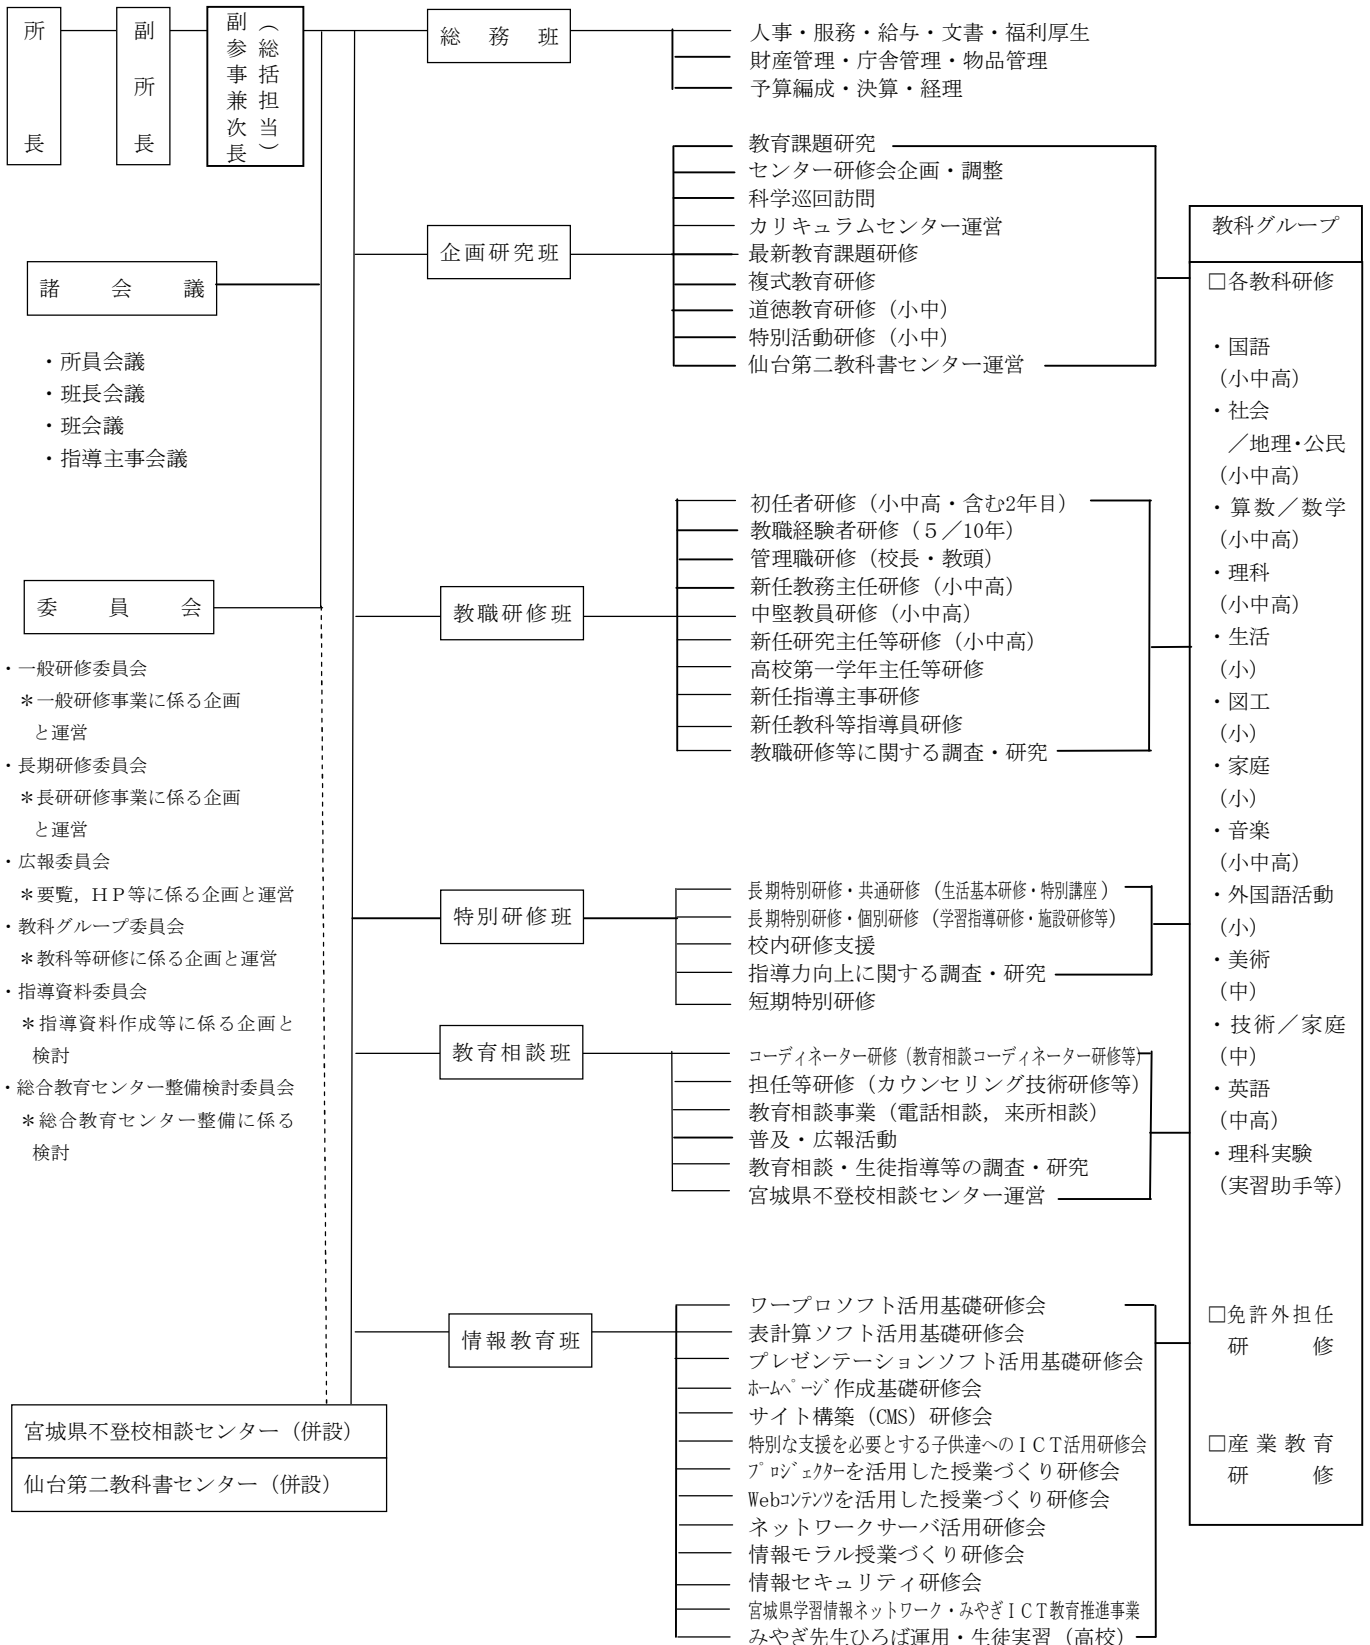 所長
副所長
副参事兼次長
(総括担当)
総務班
人事・服務・給与・文書・福利厚生
財産管理・庁舎管理・物品管理
予算編成・決算・経理
企画研究班
教育課題研究
センター研修会企画・調整
科学巡回訪問
カリキュラムセンター運営
最新教育課題研修
複式教育研修
道徳教育研修(小中)
特別活動研修(小中)
仙台第二教科書センター運営
諸会議
・所員会議
・班長会議
・班会議
・指導主事会議
教職研修班
初任者研修(小中高・含む2年目)
教職経験者研修(5/10年)
管理職研修(校長・教頭)
新任教務主任研修(小中高)
中堅教員研修(小中高)
新任研究主任等研修(小中高)
高校第一学年主任等研修
新任指導主事研修
新任教科等指導員研修
教職研修等に関する調査・研究
委員会
・一般研修委員会
*一般研修事業に係る企画
と運営
・長期研修委員会
*長研研修事業に係る企画
と運営
・広報委員会
*要覧,HP等に係る企画と運営
・教科グループ委員会
*教科等研修に係る企画と運営
・指導資料委員会
*指導資料作成等に係る企画と
検討
・総合教育センター整備検討委員会
*総合教育センター整備に係る
検討
特別研修班
長期特別研修・共通研修(生活基本研修・特別講座)
長期特別研修・個別研修(学習指導研修・施設研修等)
校内研修支援
指導力向上に関する調査・研究
短期特別研修
教育相談班
コーディネーター研修(教育相談コーディネーター研修等)
担任等研修(カウンセリング技術研修等)
教育相談事業(電話相談,来所相談)
普及・広報活動
教育相談・生徒指導等の調査・研究
宮城県不登校相談センター運営
情報教育班
ワープロソフト活用基礎研修会
表計算ソフト活用基礎研修会
プレゼンテーションソフト活用基礎研修会
ホームページ作成基礎研修会
サイト構築(CMS)研修会
特別な支援を必要とする子供達へのICT活用研修会
プロジェクターを活用した授業づくり研修会
Webコンテンツを活用した授業づくり研修会
ネットワークサーバ活用研修会
情報モラル授業づくり研修会
情報セキュリティ研修会
宮城県学習情報ネットワーク・みやぎICT教育推進事業
みやぎ先生ひろば運用・生徒実習(高校)
宮城県不登校相談センター(併設)
仙台第二教科書センター(併設)
教科グループ
□各教科研修
・国語
(小中高)
・社会
/地理・公民
(小中高)
・算数/数学
(小中高)
・理科
(小中高)
・生活
(小)
・図工
(小)
・家庭
(小)
・音楽
(小中高)
・外国語活動
(小)
・美術
(中)
・技術/家庭
(中)
・英語
(中高)
・理科実験
(実習助手等)
□免許外担任
研修
□産業教育
研修